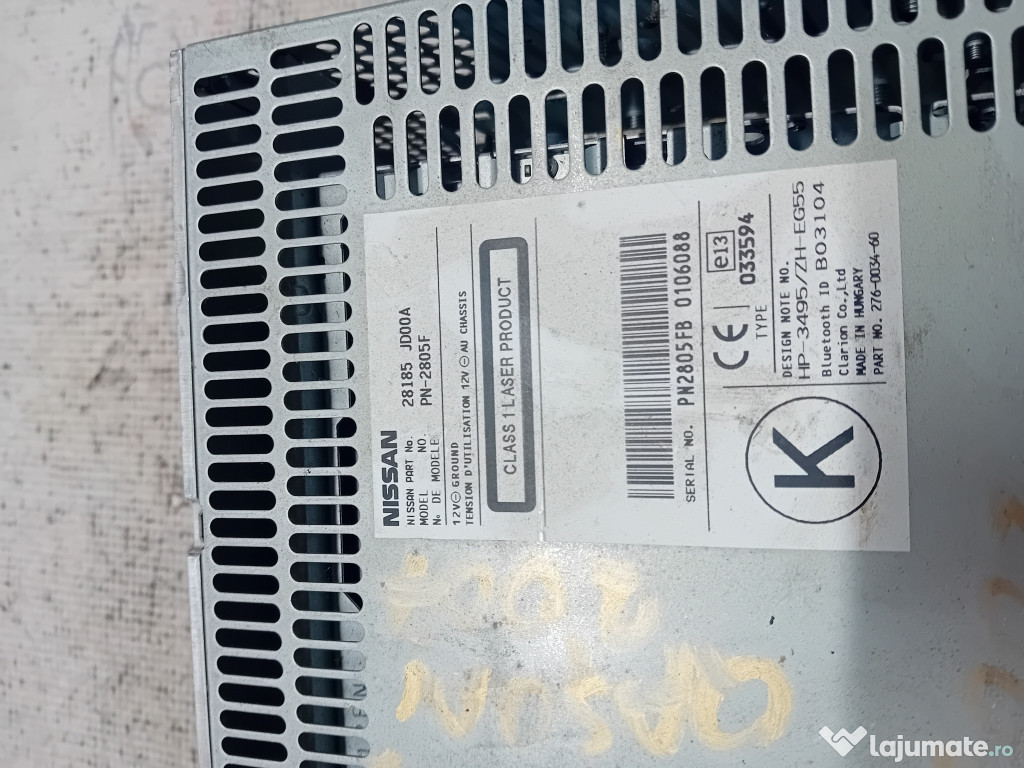 NISSAN
NISSAN PART No. 28185 JD00A
MODEL NO. PN-2805F
No DE MODELE
12V⊖ GROUND
TENSION D'UTILISATION 12V ⊖ AU CHASSIS
CLASS 1 LASER PRODUCT
SERIAL NO. PN2805FB 0106088
CE e13
TYPE 033594
K
DESIGN NOTE NO.
HP-3495/ZH-EG55
Bluetooth ID B03104
Clarion Co.,Ltd
MADE IN HUNGARY
PART NO. 276-0034-60
lajumate.ro